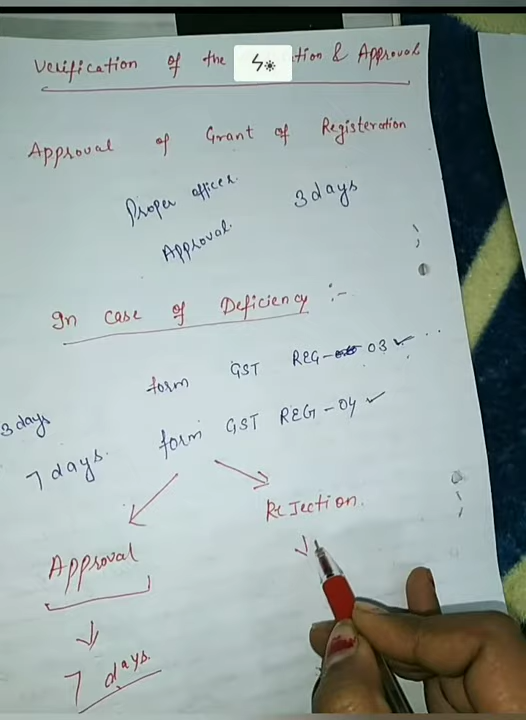 Verification of the tion & Approval
Approval of Grant of Registeration
Proper officer.
Approval.
3 days
In case of Deficiency :-
form GST REG- 03 ✓
3 days
7 days. form GST REG - 04 ✓
Approval
Rejection.
7 days.